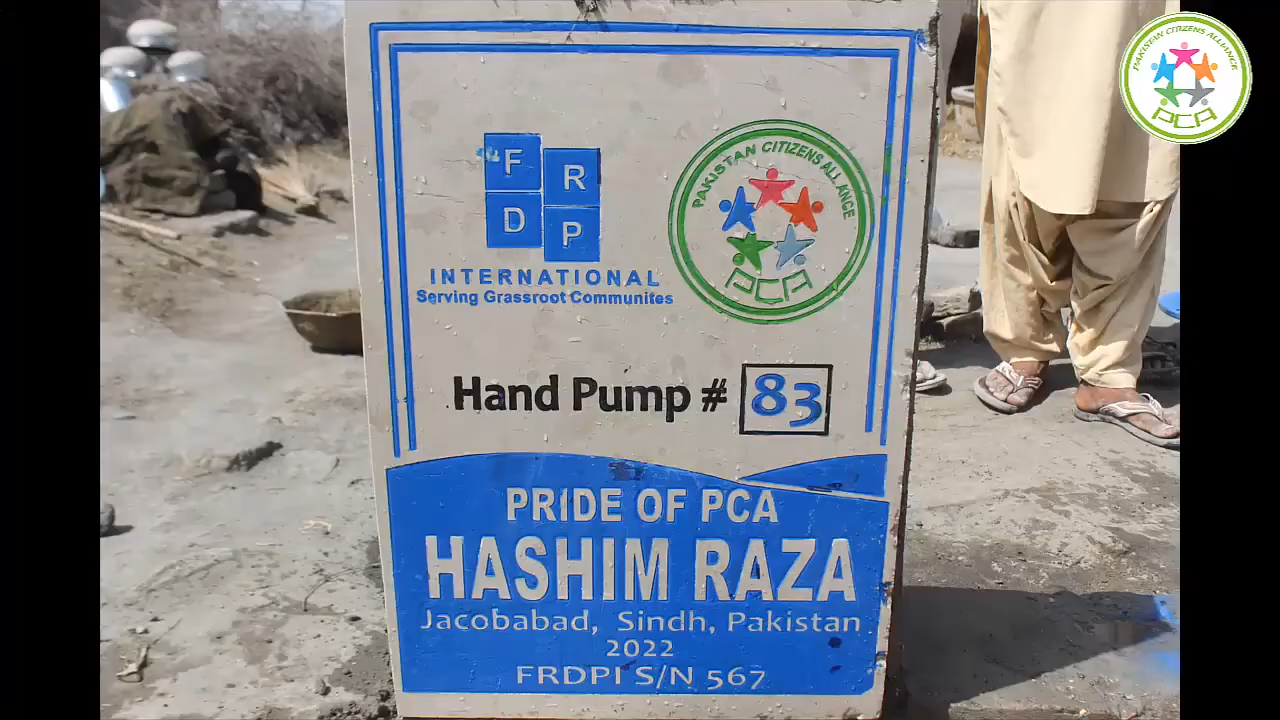 PAKISTAN CITIZENS ALLIANCE
PCA
F R
D P
INTERNATIONAL
Serving Grassroot Communites
PAKISTAN CITIZENS ALLIANCE
PCA
Hand Pump # 83
PRIDE OF PCA
HASHIM RAZA
Jacobabad, Sindh, Pakistan
2022
FRDPI S/N 567